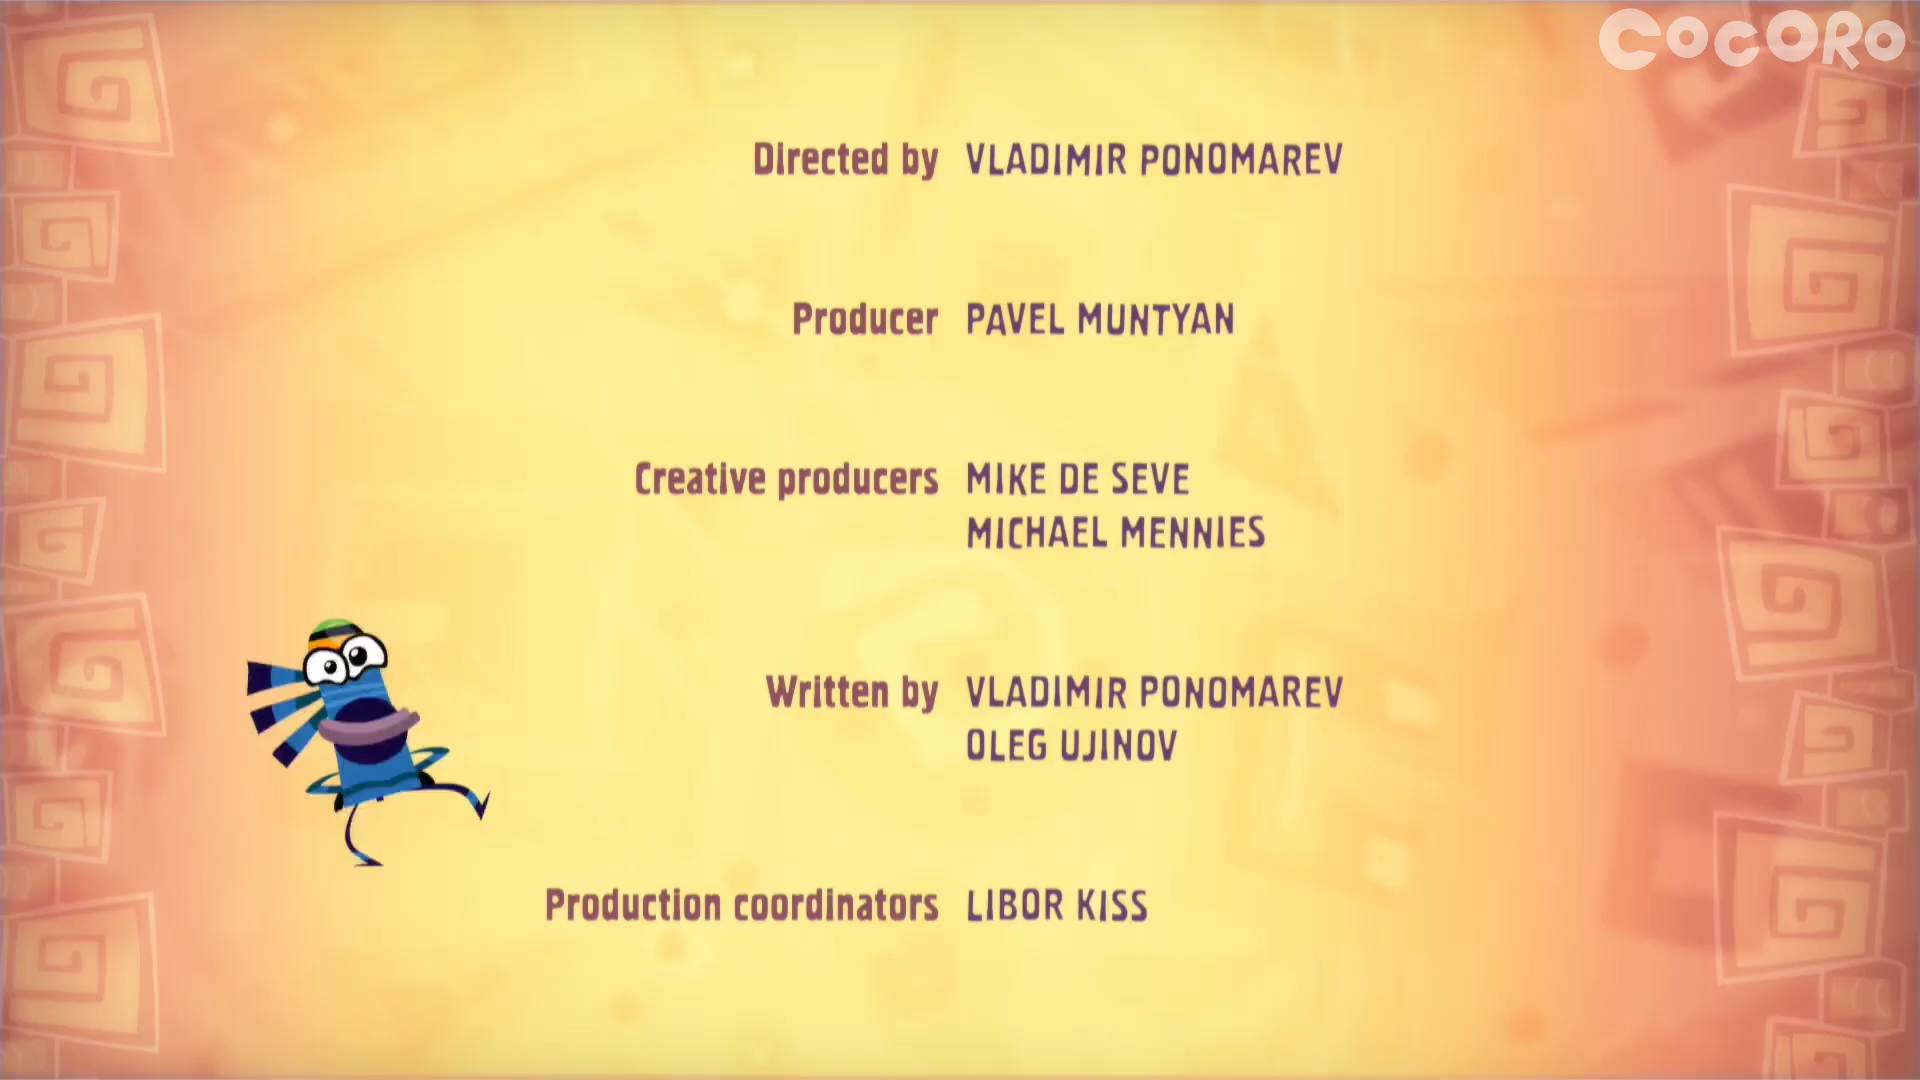 COCORO
Directed by VLADIMIR PONOMAREV
Producer PAVEL MUNTYAN
Creative producers MIKE DE SEVE
MICHAEL MENNIES
Written by VLADIMIR PONOMAREV
OLEG UJINOV
Production coordinators LIBOR KISS